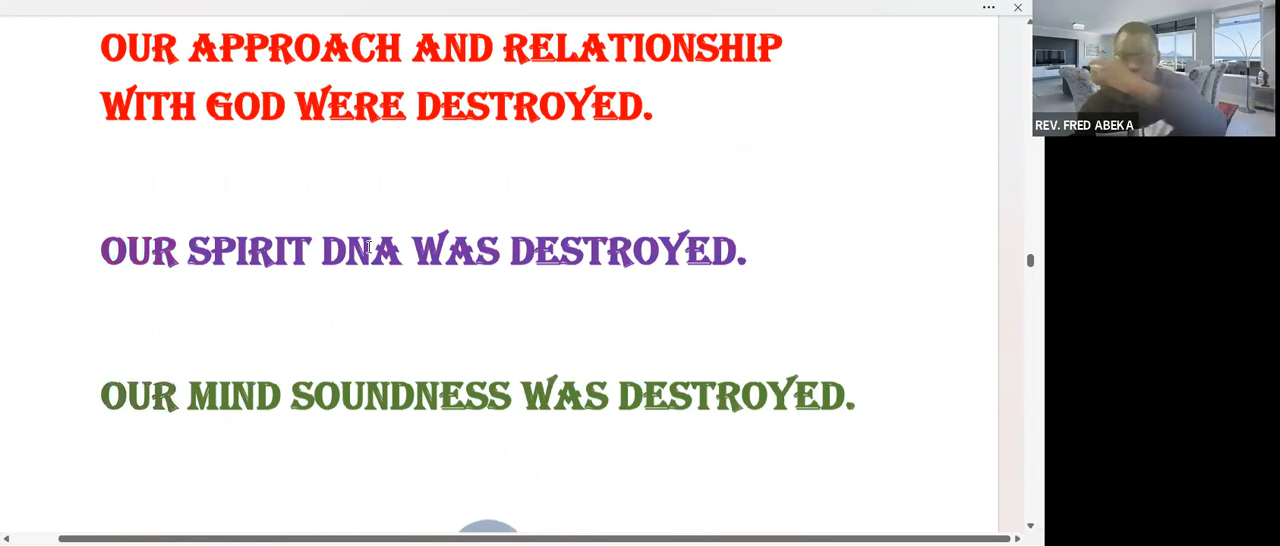 OUR APPROACH AND RELATIONSHIP
WITH GOD WERE DESTROYED.
OUR SPIRIT DNA WAS DESTROYED.
OUR MIND SOUNDNESS WAS DESTROYED.
REV. FRED ABEKA